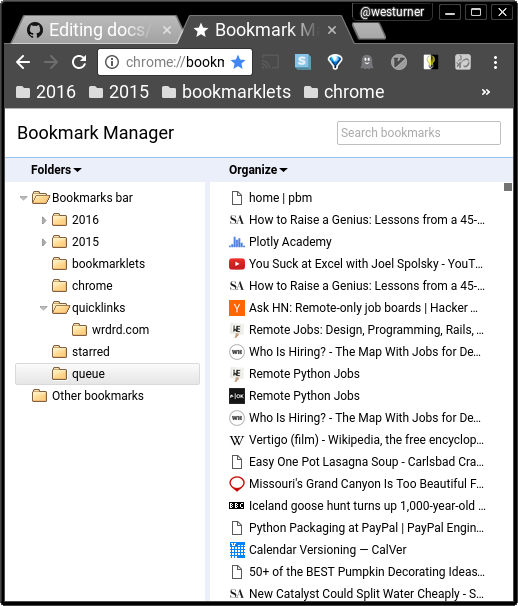 @westurner
Editing docs/
Bookmark M
chrome://bookm
2016
2015
bookmarklets
chrome
»
Bookmark Manager
Search bookmarks
Folders
Organize
Bookmarks bar
2016
2015
bookmarklets
chrome
quicklinks
wrdrd.com
starred
queue
Other bookmarks
home | pbm
SA How to Raise a Genius: Lessons from a 45-...
Plotly Academy
You Suck at Excel with Joel Spolsky - YouT...
SA How to Raise a Genius: Lessons from a 45-...
Y Ask HN: Remote-only job boards | Hacker ...
Remote Jobs: Design, Programming, Rails, ...
WH Who Is Hiring? - The Map With Jobs for De...
Remote Python Jobs
Remote Python Jobs
WH Who Is Hiring? - The Map With Jobs for De...
W Vertigo (film) - Wikipedia, the free encyclop...
Easy One Pot Lasagna Soup - Carlsbad Cra...
Missouri's Grand Canyon Is Too Beautiful F...
BBC Iceland goose hunt turns up 1,000-year-old ...
Python Packaging at PayPal | PayPal Engin...
Calendar Versioning — CalVer
50+ of the BEST Pumpkin Decorating Ideas...
SA New Catalyst Could Split Water Cheaply - S...